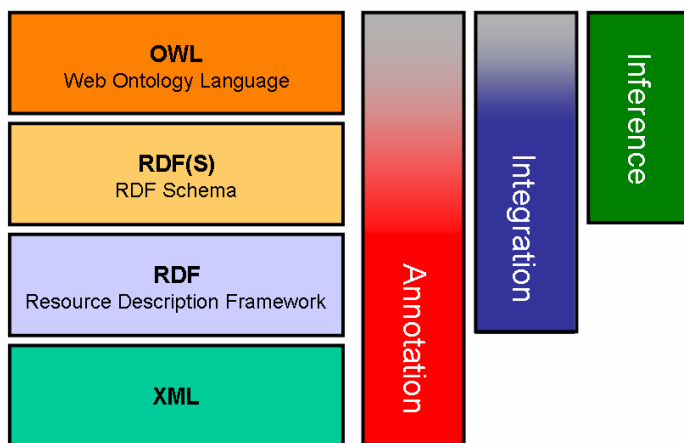 OWL
Web Ontology Language
RDF(S)
RDF Schema
RDF
Resource Description Framework
XML
Annotation
Integration
Inference